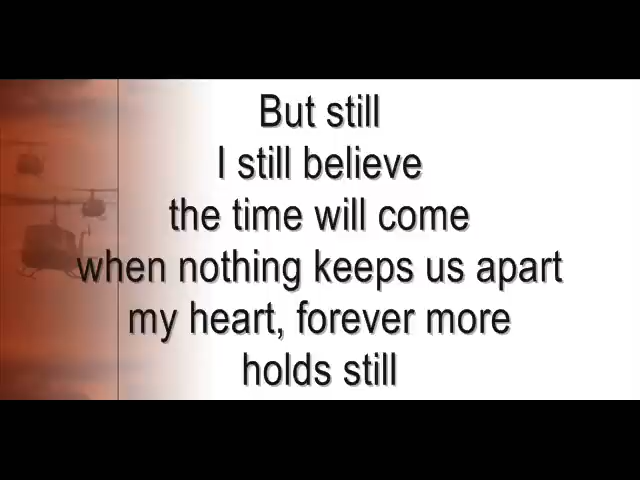 But still
I still believe
the time will come
when nothing keeps us apart
my heart, forever more
holds still